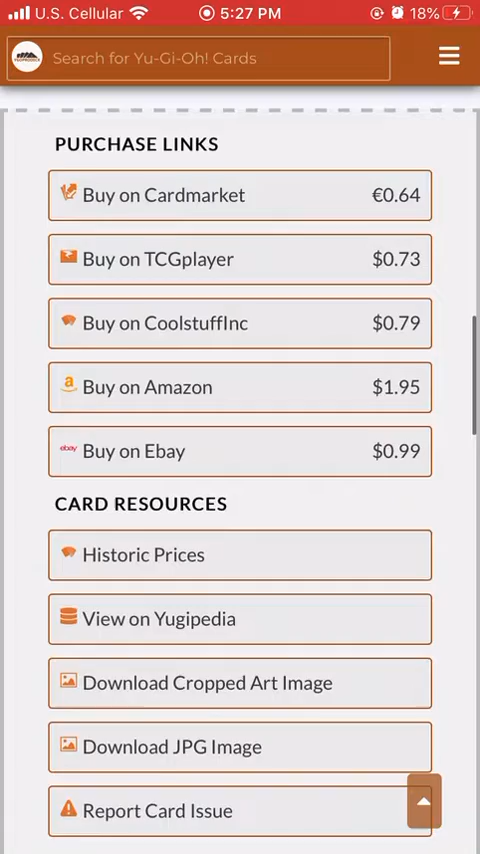 U.S. Cellular 5:27 PM 18%
Search for Yu-Gi-Oh! Cards
PURCHASE LINKS
Buy on Cardmarket €0.64
Buy on TCGplayer $0.73
Buy on CoolstuffInc $0.79
a Buy on Amazon $1.95
ebay Buy on Ebay $0.99
CARD RESOURCES
Historic Prices
View on Yugipedia
Download Cropped Art Image
Download JPG Image
Report Card Issue